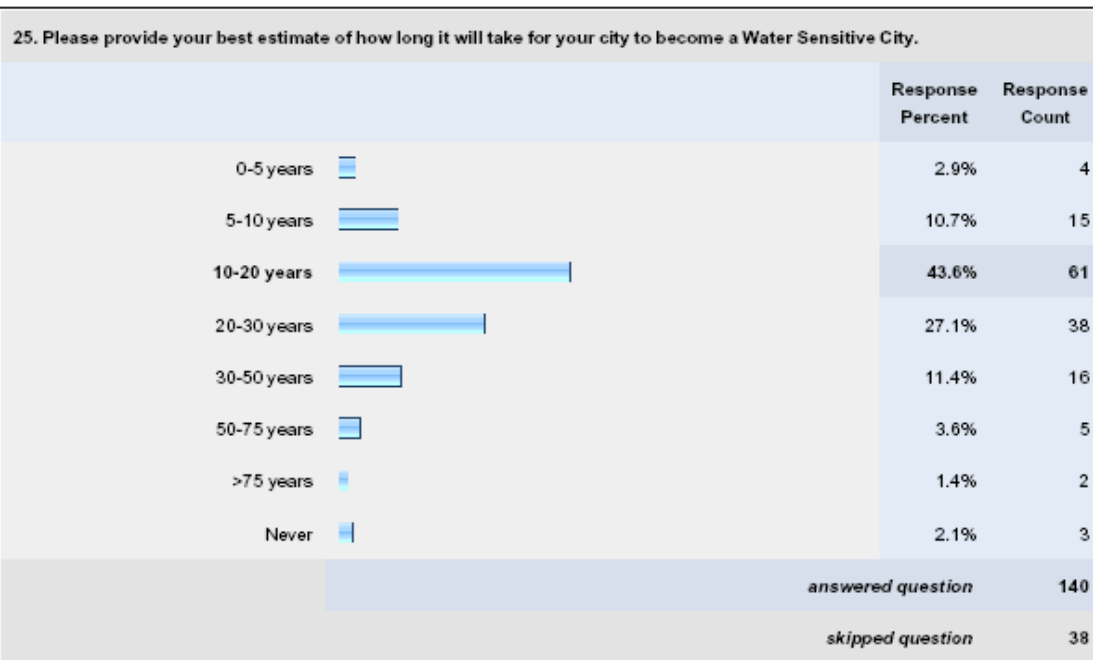 25. Please provide your best estimate of how long it will take for your city to become a Water Sensitive City.
Response Percent Response Count
0-5 years 2.9% 4
5-10 years 10.7% 15
10-20 years 43.6% 61
20-30 years 27.1% 38
30-50 years 11.4% 16
50-75 years 3.6% 5
>75 years 1.4% 2
Never 2.1% 3
answered question 140
skipped question 38